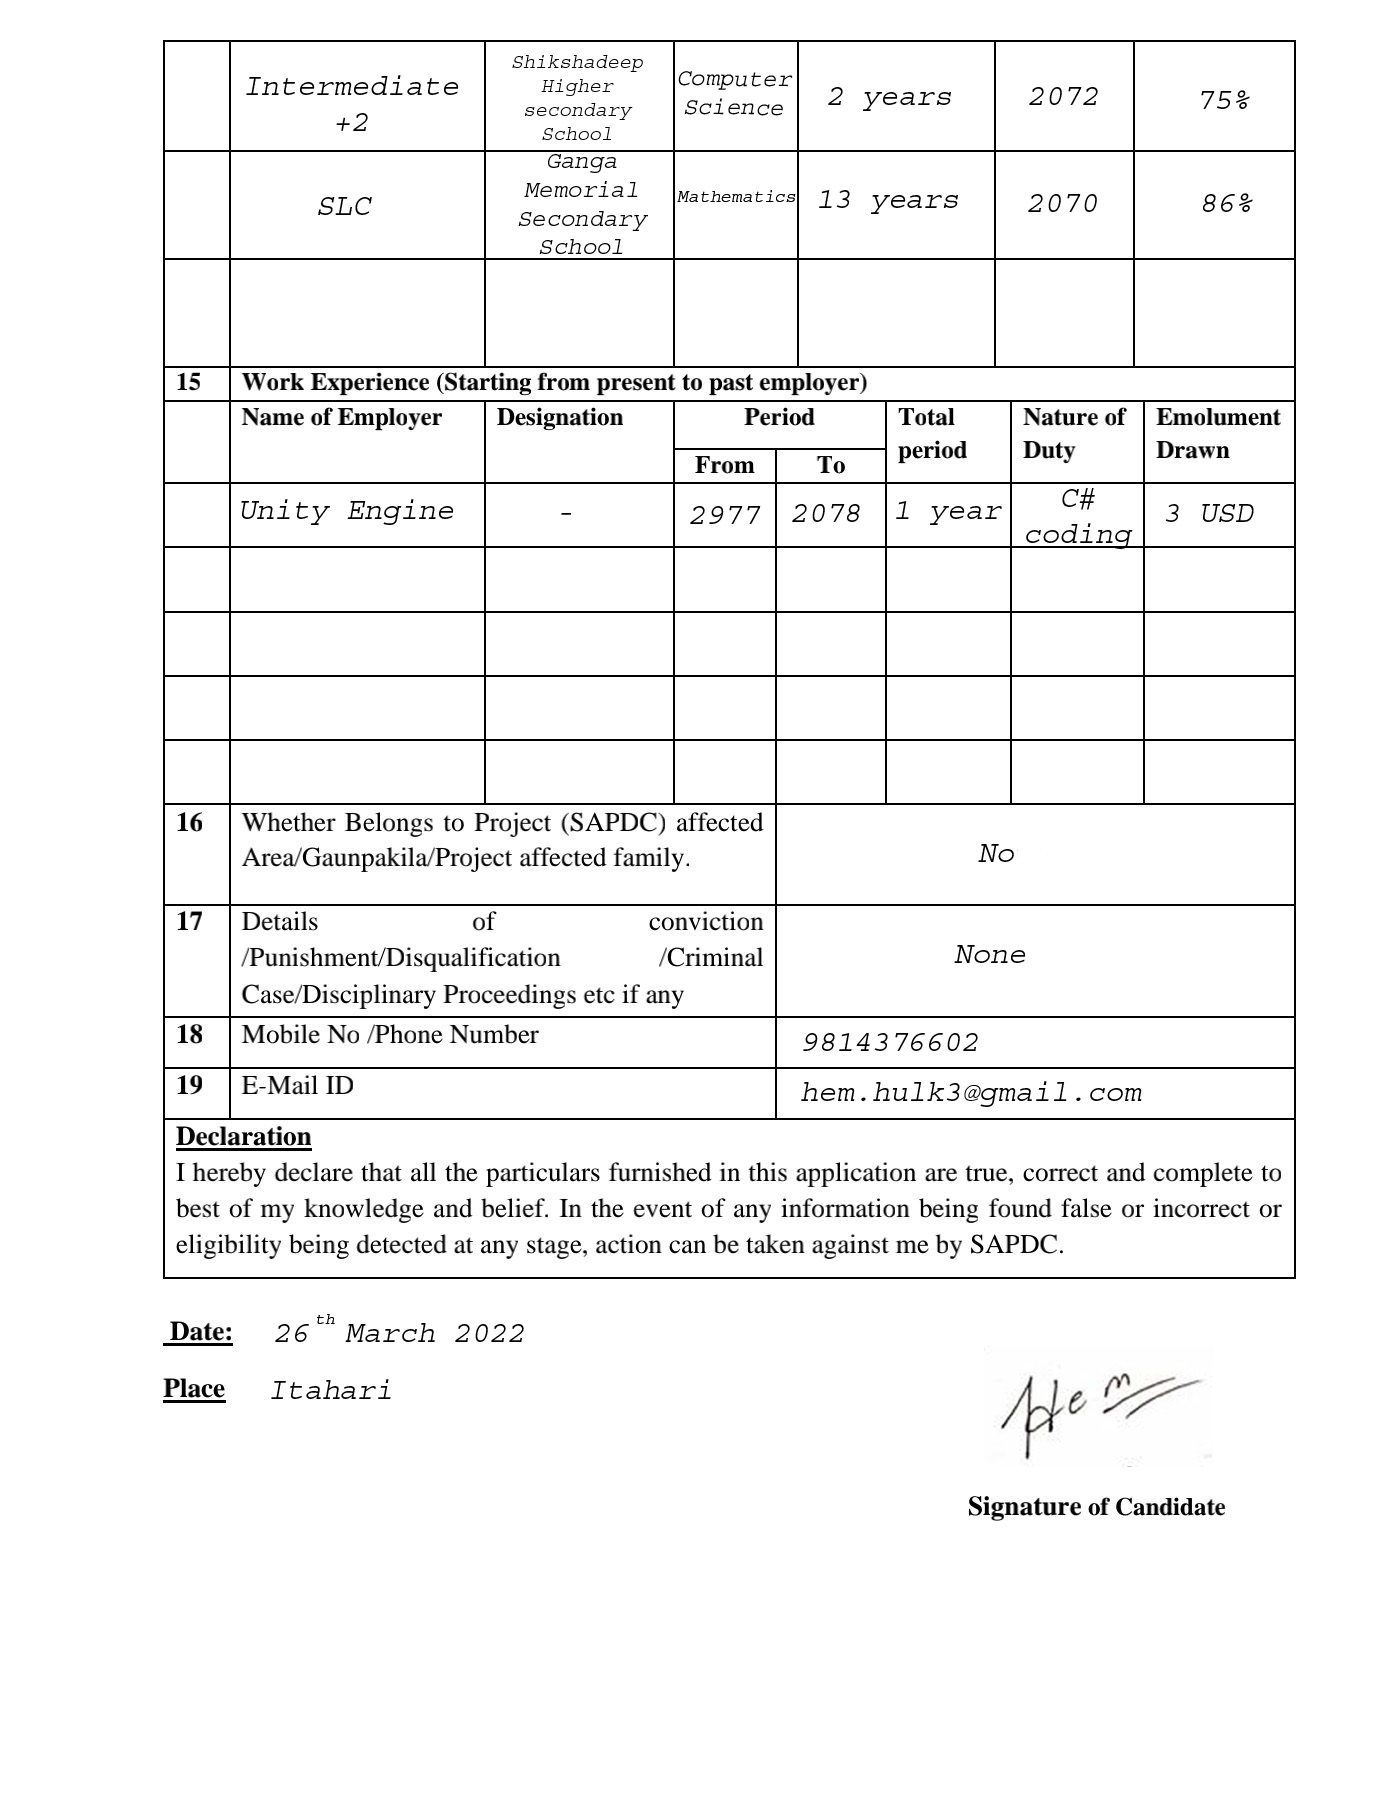 Intermediate
+2
Shikshadeep
Higher
secondary
School
Computer
Science
2 years
2072
75%
SLC
Ganga
Memorial
Secondary
School
Mathematics
13 years
2070
86%
15 Work Experience (Starting from present to past employer)
Name of Employer
Designation
Period
From
To
Total
period
Nature of
Duty
Emolument
Drawn
Unity Engine
-
2977
2078
1 year
C#
coding
3 USD
16 Whether Belongs to Project (SAPDC) affected
Area/Gaunpakila/Project affected family.
No
17 Details of conviction
/Punishment/Disqualification /Criminal
Case/Disciplinary Proceedings etc if any
None
18 Mobile No /Phone Number 9814376602
19 E-Mail ID hem.hulk3@gmail.com
Declaration
I hereby declare that all the particulars furnished in this application are true, correct and complete to
best of my knowledge and belief. In the event of any information being found false or incorrect or
eligibility being detected at any stage, action can be taken against me by SAPDC.
Date: 26th March 2022
Place Itahari
Hem
Signature of Candidate